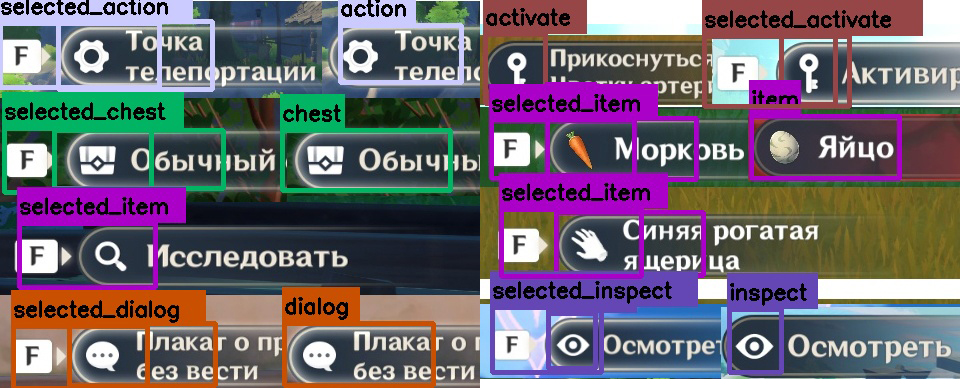 selected_action
action
F Точка
телепортации
Точка
телепо
selected_chest
chest
F Обычный
Обычны
selected_item
F Исследовать
selected_dialog
dialog
F Плакат о пр
без вести
Плакат о п
без вести
activate
selected_activate
Прикоснуться
F Активир
selected_item
item
F Морковь
Яйцо
selected_item
F Синяя рогатая
ящерица
selected_inspect
inspect
F Осмотрет
Осмотреть